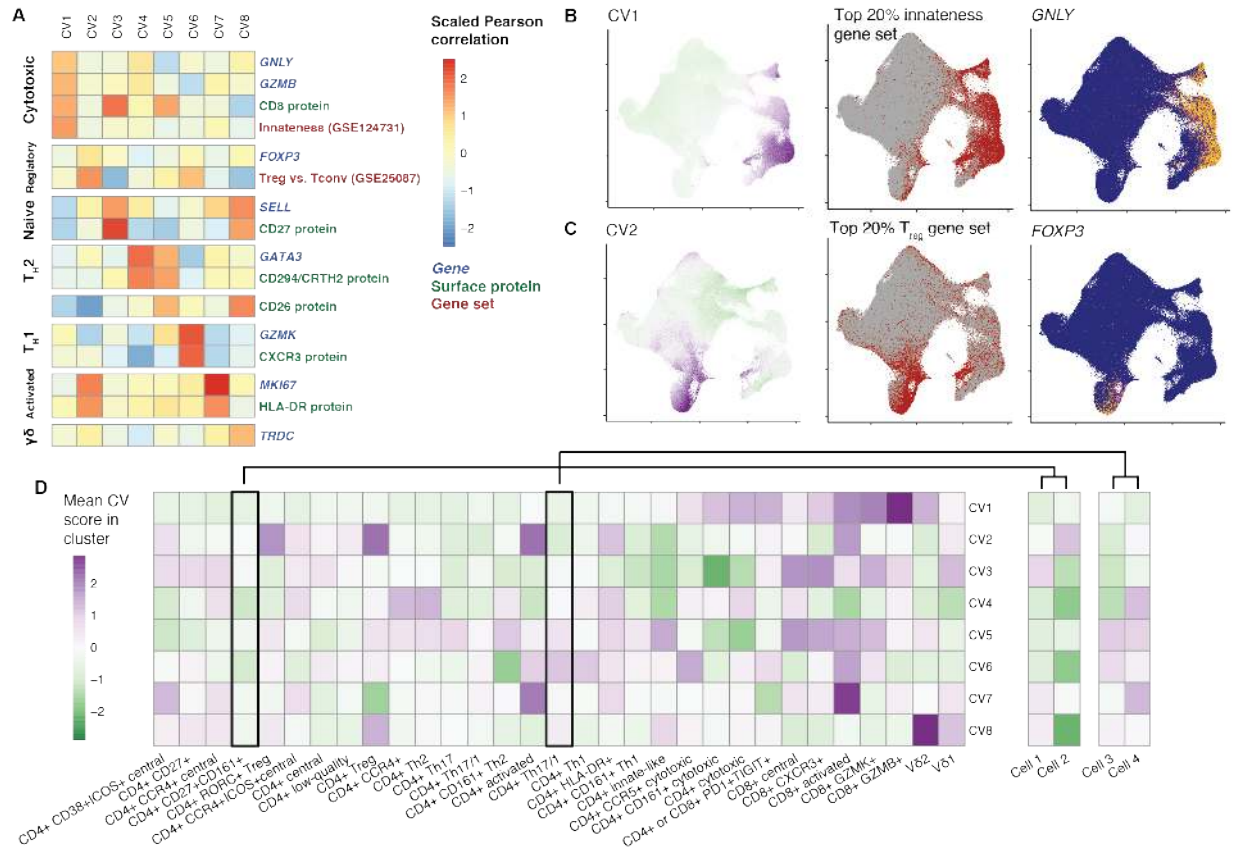 A
CV1
CV2
CV3
CV4
CV5
CV6
CV7
CV8
Cytotoxic
GNLY
GZMB
CD8 protein
Innateness (GSE124731)
Reglatory
FOXP3
Treg vs. Tconv (GSE25087)
Naive
SELL
CD27 protein
TH2
GATA3
CD294/CRTH2 protein
CD26 protein
TH1
GZMK
CXCR3 protein
Activated
MKI67
HLA-DR protein
γδ
TRDC
Scaled Pearson
correlation
2
1
0
−1
−2
Gene
Surface protein
Gene set
B
CV1
Top 20% innateness
gene set
GNLY
C
CV2
Top 20% Treg gene set
FOXP3
D
Mean CV
score in
cluster
2
1
0
−1
−2
CV1
CV2
CV3
CV4
CV5
CV6
CV7
CV8
CD4+ CD38+ICOS+ central
CD4+ CD27+
CD4+ CCR4+ central
CD4+ CD27+CD161+
CD4+ RORC+ Treg
CD4+ CCR4+ICOS+central
CD4+ central
CD4+ low-quality
CD4+ Treg
CD4+ CCR4+
CD4+ Th2
CD4+ Th17
CD4+ Th17/1
CD4+ CD161+ Th2
CD4+ activated
CD4+ Th17/1
CD4+ Th1
CD4+ HLA-DR+
CD4+ CD161+ Th1
CD4+ innate-like
CD4+ CCR5+ cytotoxic
CD4+ CD161+ cytotoxic
CD4+ cytotoxic
CD4+ or CD8+ PD1+TIGIT+
CD8+ central
CD8+ CXCR3+
CD8+ activated
CD8+ GZMK+
CD8+ GZMB+
Vδ2
Vδ1
Cell 1
Cell 2
Cell 3
Cell 4